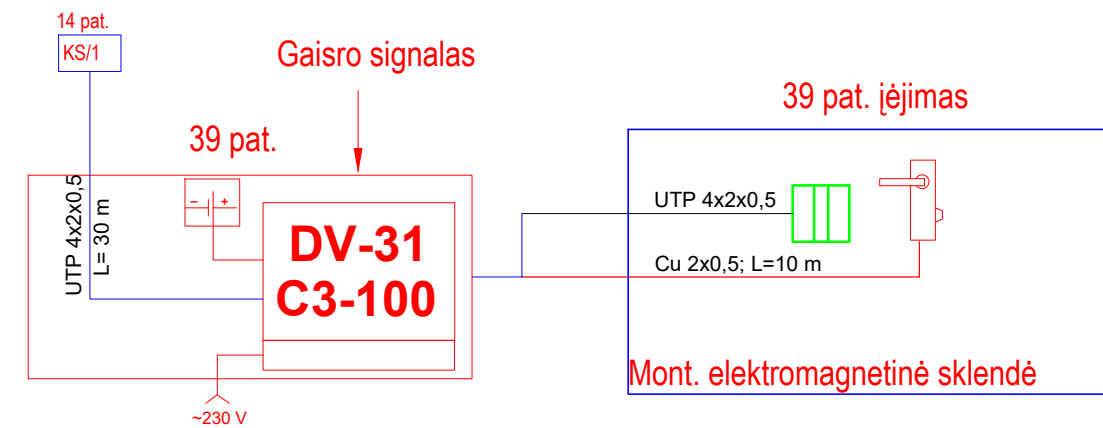 14 pat.
KS/1
Gaisro signalas
39 pat. įėjimas
39 pat.
UTP 4x2x0,5
L= 30 m
- +
DV-31
C3-100
UTP 4x2x0,5
Cu 2x0,5; L=10 m
Mont. elektromagnetinė sklendė
~230 V